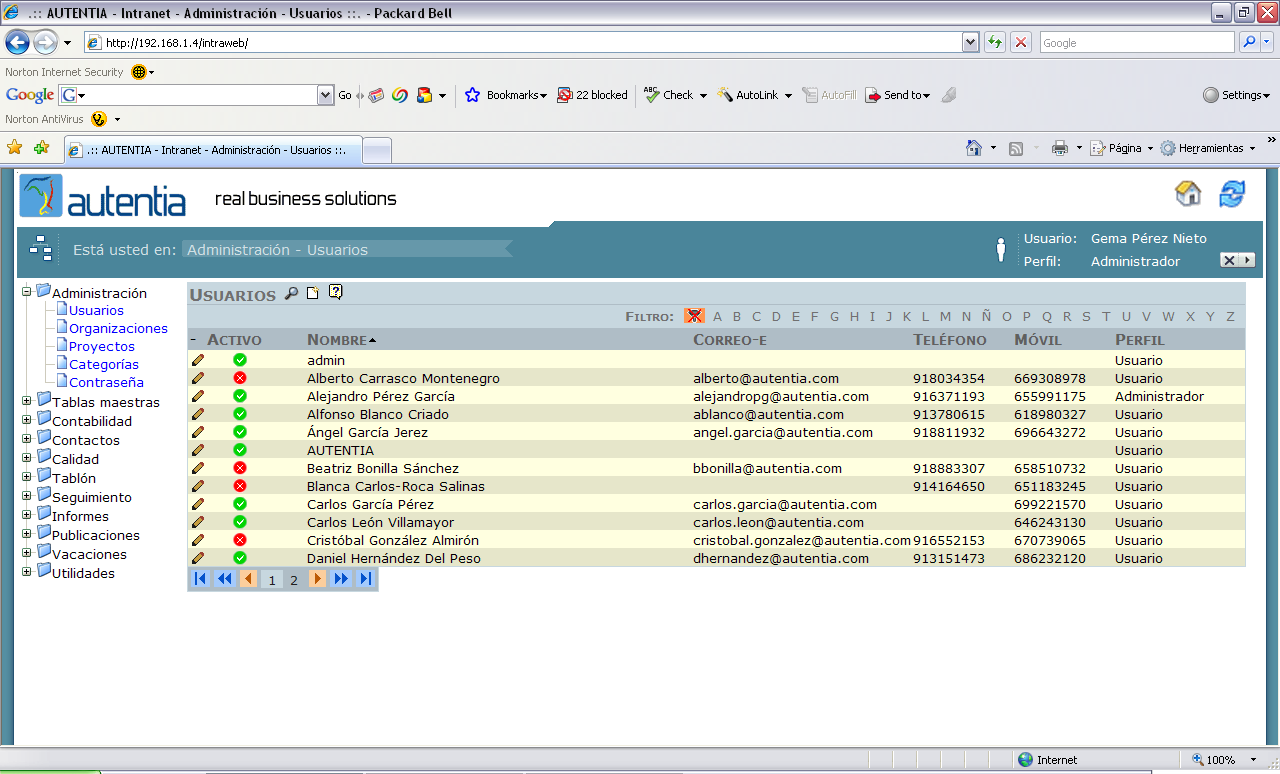 .:: AUTENTIA - Intranet - Administración - Usuarios ::. - Packard Bell
http://192.168.1.4/intraweb/
Google
Norton Internet Security
Google G Go Bookmarks 22 blocked ABC Check AutoLink AutoFill Send to Settings
Norton AntiVirus
.:: AUTENTIA - Intranet - Administración - Usuarios ::.
Página Herramientas »
autentia real business solutions
Está usted en: Administración - Usuarios
Usuario: Gema Pérez Nieto
Perfil: Administrador
Administración
Usuarios
Organizaciones
Proyectos
Categorías
Contraseña
Tablas maestras
Contabilidad
Contactos
Calidad
Tablón
Seguimiento
Informes
Publicaciones
Vacaciones
Utilidades
USUARIOS
FILTRO: A B C D E F G H I J K L M N Ñ O P Q R S T U V W X Y Z
- ACTIVO NOMBRE CORREO-E TELÉFONO MÓVIL PERFIL
admin Usuario
Alberto Carrasco Montenegro alberto@autentia.com 918034354 669308978 Usuario
Alejandro Pérez García alejandropg@autentia.com 916371193 655991175 Administrador
Alfonso Blanco Criado ablanco@autentia.com 913780615 618980327 Usuario
Ángel García Jerez angel.garcia@autentia.com 918811932 696643272 Usuario
AUTENTIA Usuario
Beatriz Bonilla Sánchez bbonilla@autentia.com 918883307 658510732 Usuario
Blanca Carlos-Roca Salinas 914164650 651183245 Usuario
Carlos García Pérez carlos.garcia@autentia.com 699221570 Usuario
Carlos León Villamayor carlos.leon@autentia.com 646243130 Usuario
Cristóbal González Almirón cristobal.gonzalez@autentia.com 916552153 670739065 Usuario
Daniel Hernández Del Peso dhernandez@autentia.com 913151473 686232120 Usuario
1 2
Internet 100%